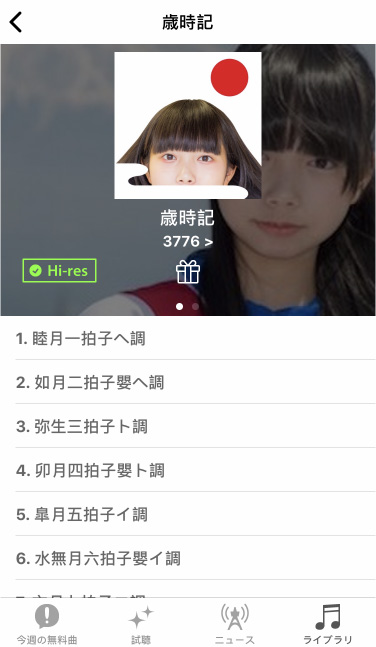 歳時記
歳時記
3776 >
Hi-res
1. 睦月一拍子へ調
2. 如月二拍子嬰へ調
3. 弥生三拍子ト調
4. 卯月四拍子嬰ト調
5. 皐月五拍子イ調
6. 水無月六拍子嬰イ調
今週の無料曲
試聴
ニュース
ライブラリ